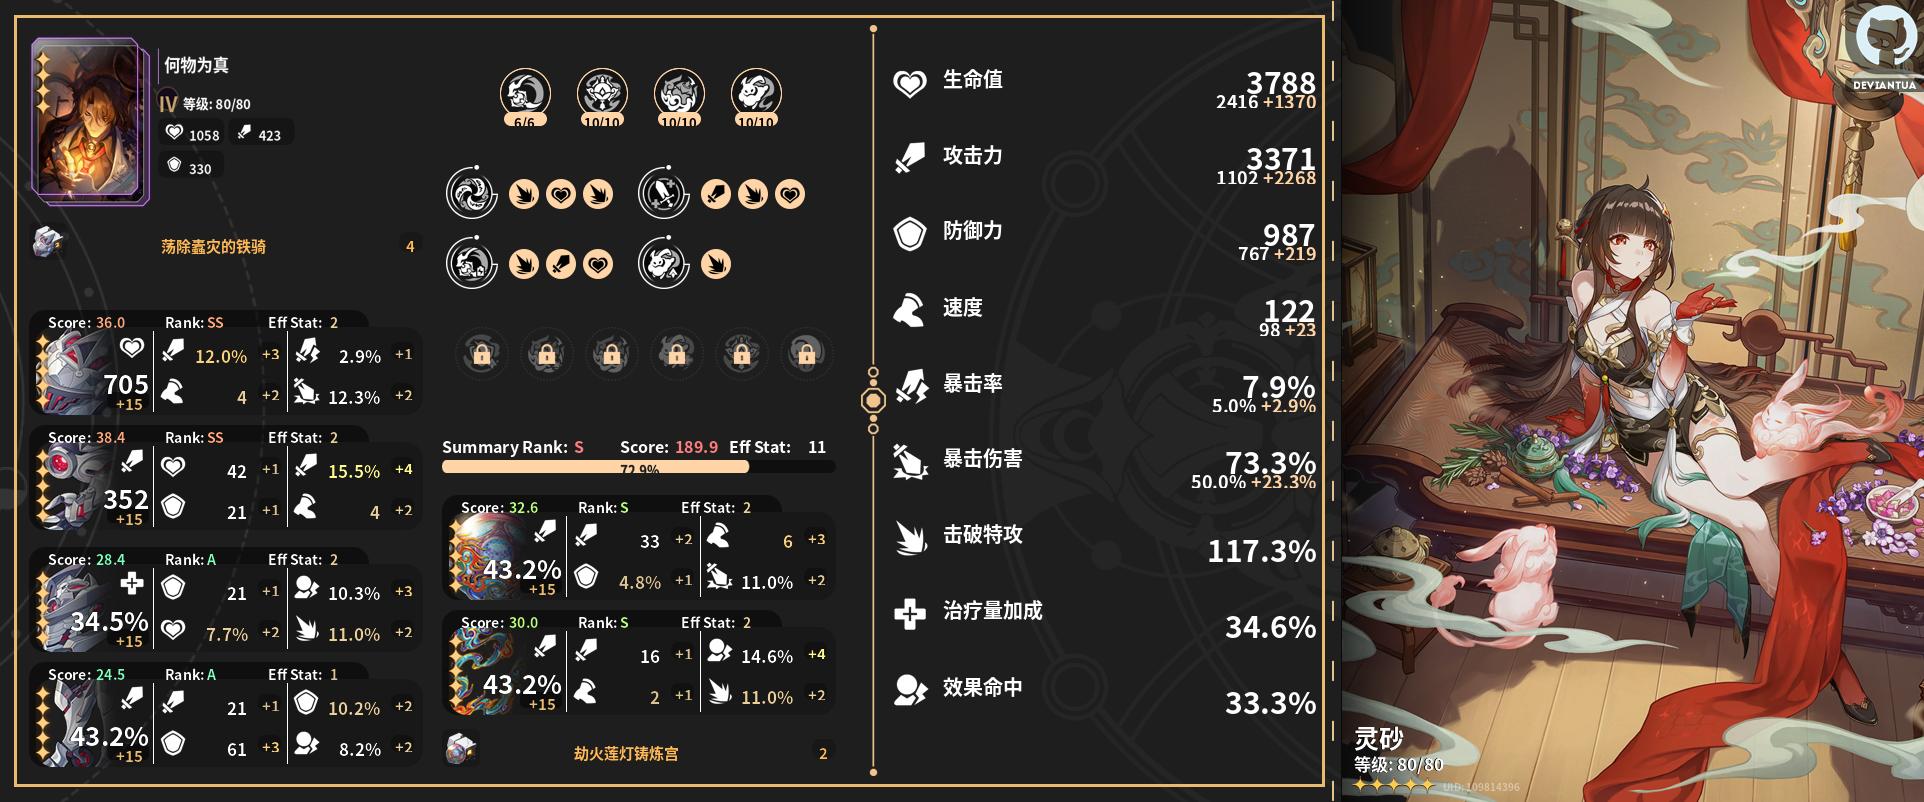 何物为真
IV 等级: 80/80
1058 423
330
荡除蠹灾的铁骑 4
Score: 36.0 Rank: SS Eff Stat: 2
705 +15
12.0% +3 2.9% +1
4 +2 12.3% +2
Score: 38.4 Rank: SS Eff Stat: 2
352 +15
42 +1 15.5% +4
21 +1 4 +2
Score: 28.4 Rank: A Eff Stat: 2
34.5% +15
21 +1 10.3% +3
7.7% +2 11.0% +2
Score: 24.5 Rank: A Eff Stat: 1
43.2% +15
21 +1 10.2% +2
61 +3 8.2% +2
6/6 10/10 10/10 10/10
Summary Rank: S Score: 189.9 Eff Stat: 11
72.9%
Score: 32.6 Rank: S Eff Stat: 2
43.2% +15
33 +2 6 +3
4.8% +1 11.0% +2
Score: 30.0 Rank: S Eff Stat: 2
43.2% +15
16 +1 14.6% +4
2 +1 11.0% +2
劫火莲灯铸炼宫 2
生命值 3788
2416 +1370
攻击力 3371
1102 +2268
防御力 987
767 +219
速度 122
98 +23
暴击率 7.9%
5.0% +2.9%
暴击伤害 73.3%
50.0% +23.3%
击破特攻 117.3%
治疗量加成 34.6%
效果命中 33.3%
DEVIANTUA
灵砂
等级: 80/80
UID: 109814396